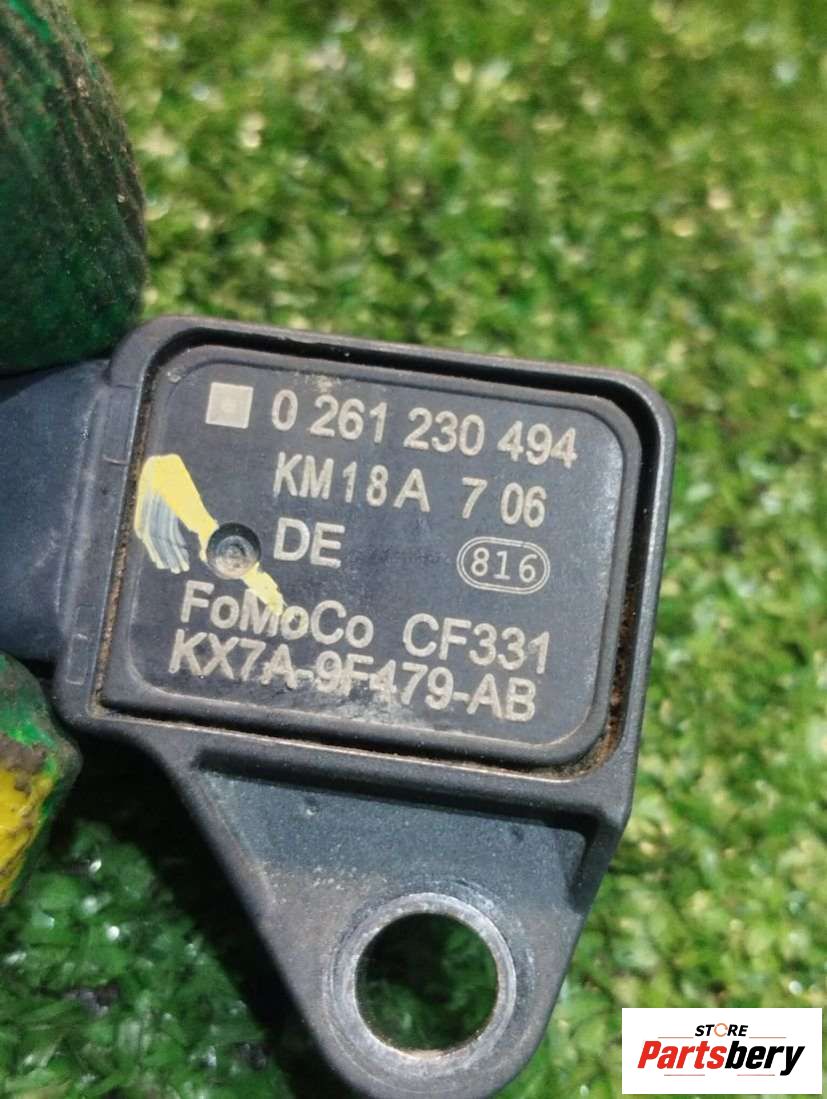 0 261 230 494
KM18A 7 06
DE 816
FoMoCo CF331
KX7A-9F479-AB
STORE
Partsbery